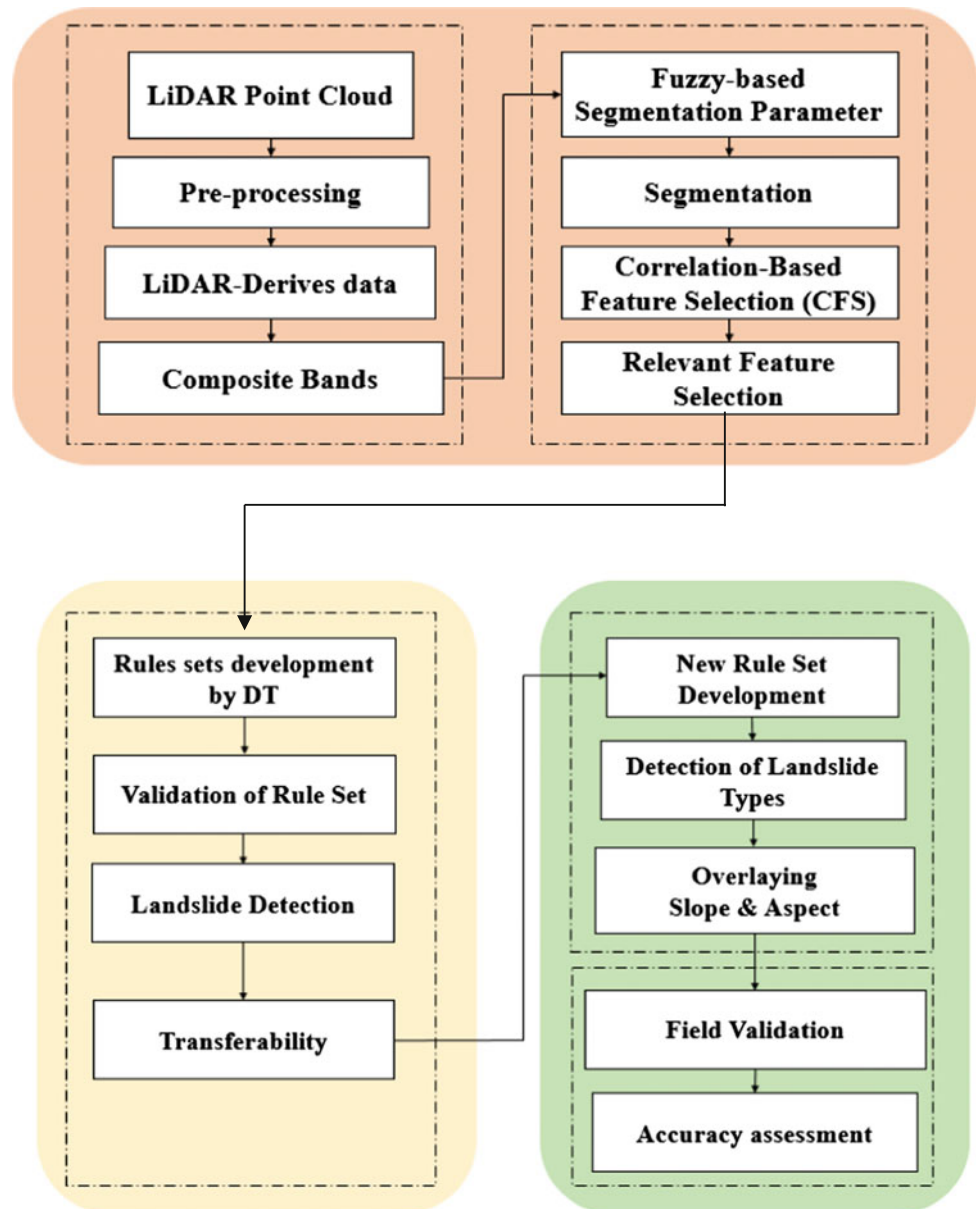 LiDAR Point Cloud
Pre-processing
LiDAR-Derives data
Composite Bands
Fuzzy-based
Segmentation Parameter
Segmentation
Correlation-Based
Feature Selection (CFS)
Relevant Feature
Selection
Rules sets development
by DT
Validation of Rule Set
Landslide Detection
Transferability
New Rule Set
Development
Detection of Landslide
Types
Overlaying
Slope & Aspect
Field Validation
Accuracy assessment